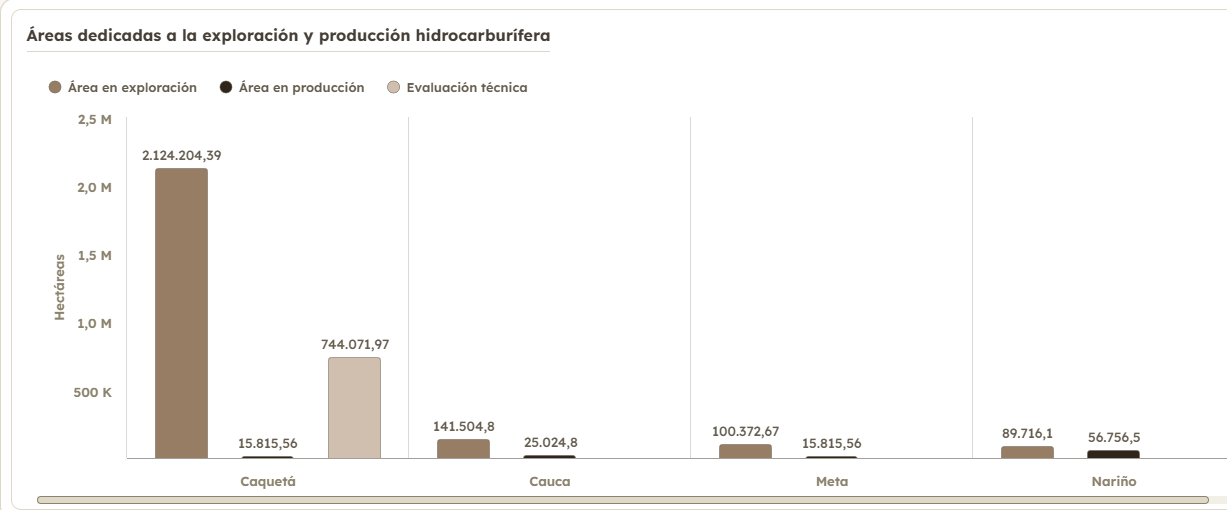 Áreas dedicadas a la exploración y producción hidrocarburífera
Área en exploración Área en producción Evaluación técnica
2,5 M
2,0 M
1,5 M
1,0 M
500 K
Hectáreas
2.124.204,39
15.815,56
744.071,97
141.504,8
25.024,8
100.372,67
15.815,56
89.716,1
56.756,5
Caquetá Cauca Meta Nariño